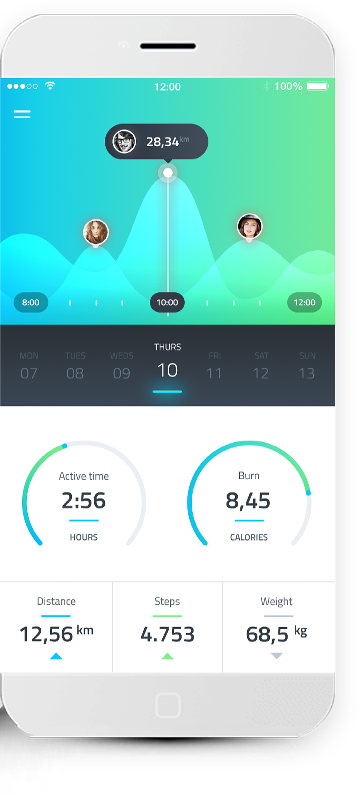 12:00
100%
28,34 km
8:00
10:00
12:00
THURS
MON TUES WEDS FRI SAT SUN
07 08 09 10 11 12 13
Active time
2:56
HOURS
Burn
8,45
CALORIES
Distance
12,56 km
Steps
4.753
Weight
68,5 kg